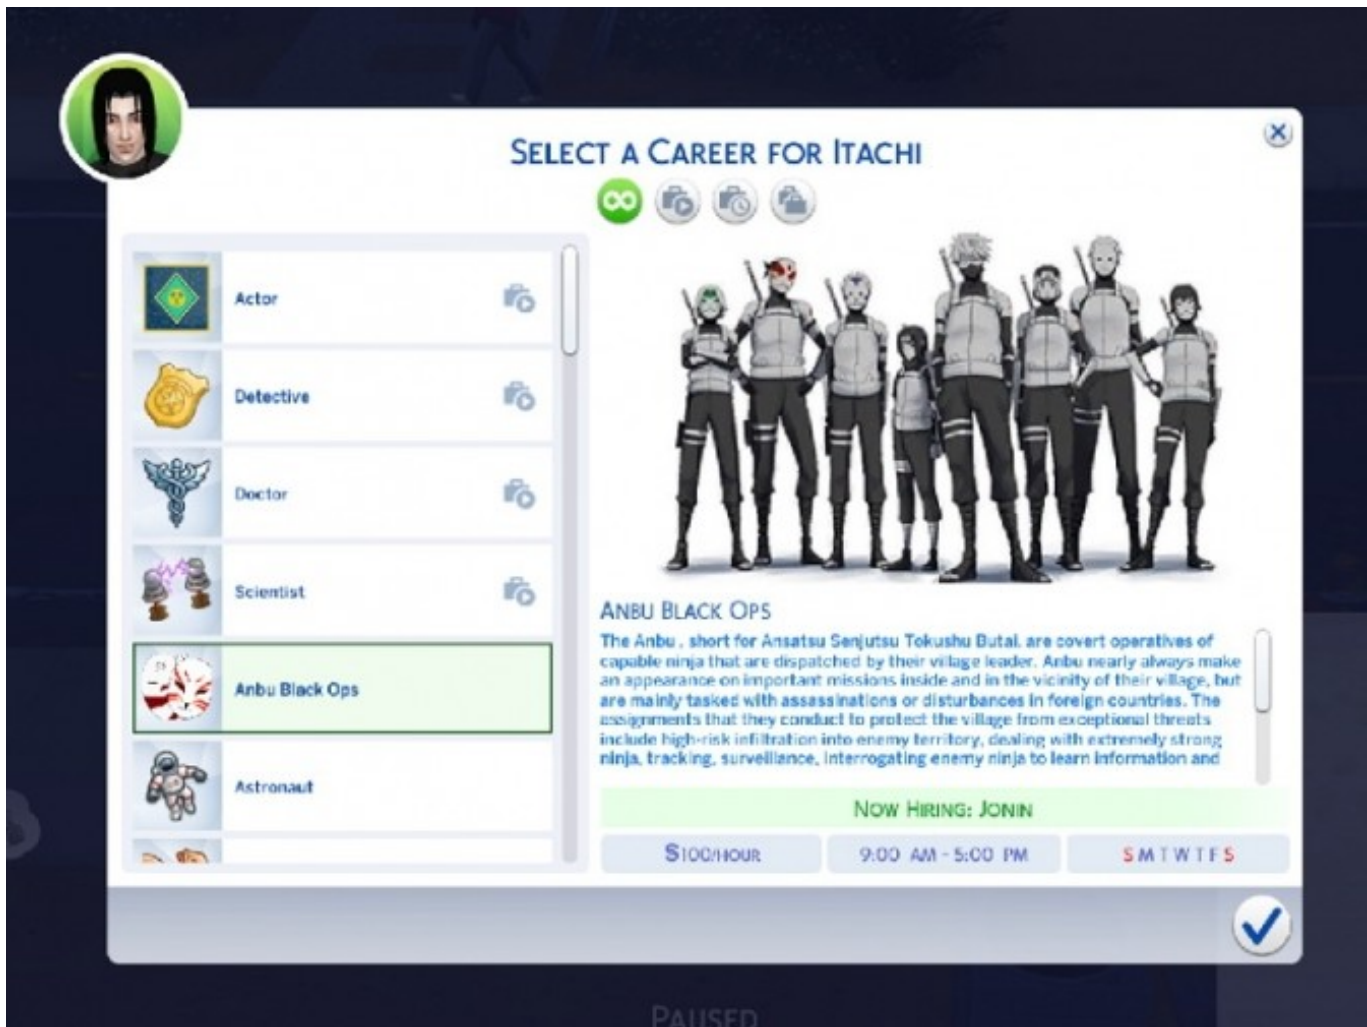 SELECT A CAREER FOR ITACHI
Actor
Detective
Doctor
Scientist
Anbu Black Ops
Astronaut
ANBU BLACK OPS
The Anbu , short for Ansatsu Senjutsu Tokushu Butai, are covert operatives of
capable ninja that are dispatched by their village leader. Anbu nearly always make
an appearance on important missions inside and in the vicinity of their village, but
are mainly tasked with assassinations or disturbances in foreign countries. The
assignments that they conduct to protect the village from exceptional threats
include high-risk infiltration into enemy territory, dealing with extremely strong
ninja, tracking, surveillance, interrogating enemy ninja to learn information and
NOW HIRING: JONIN
§100/HOUR
9:00 AM - 5:00 PM
S M T W T F S
PAUSED